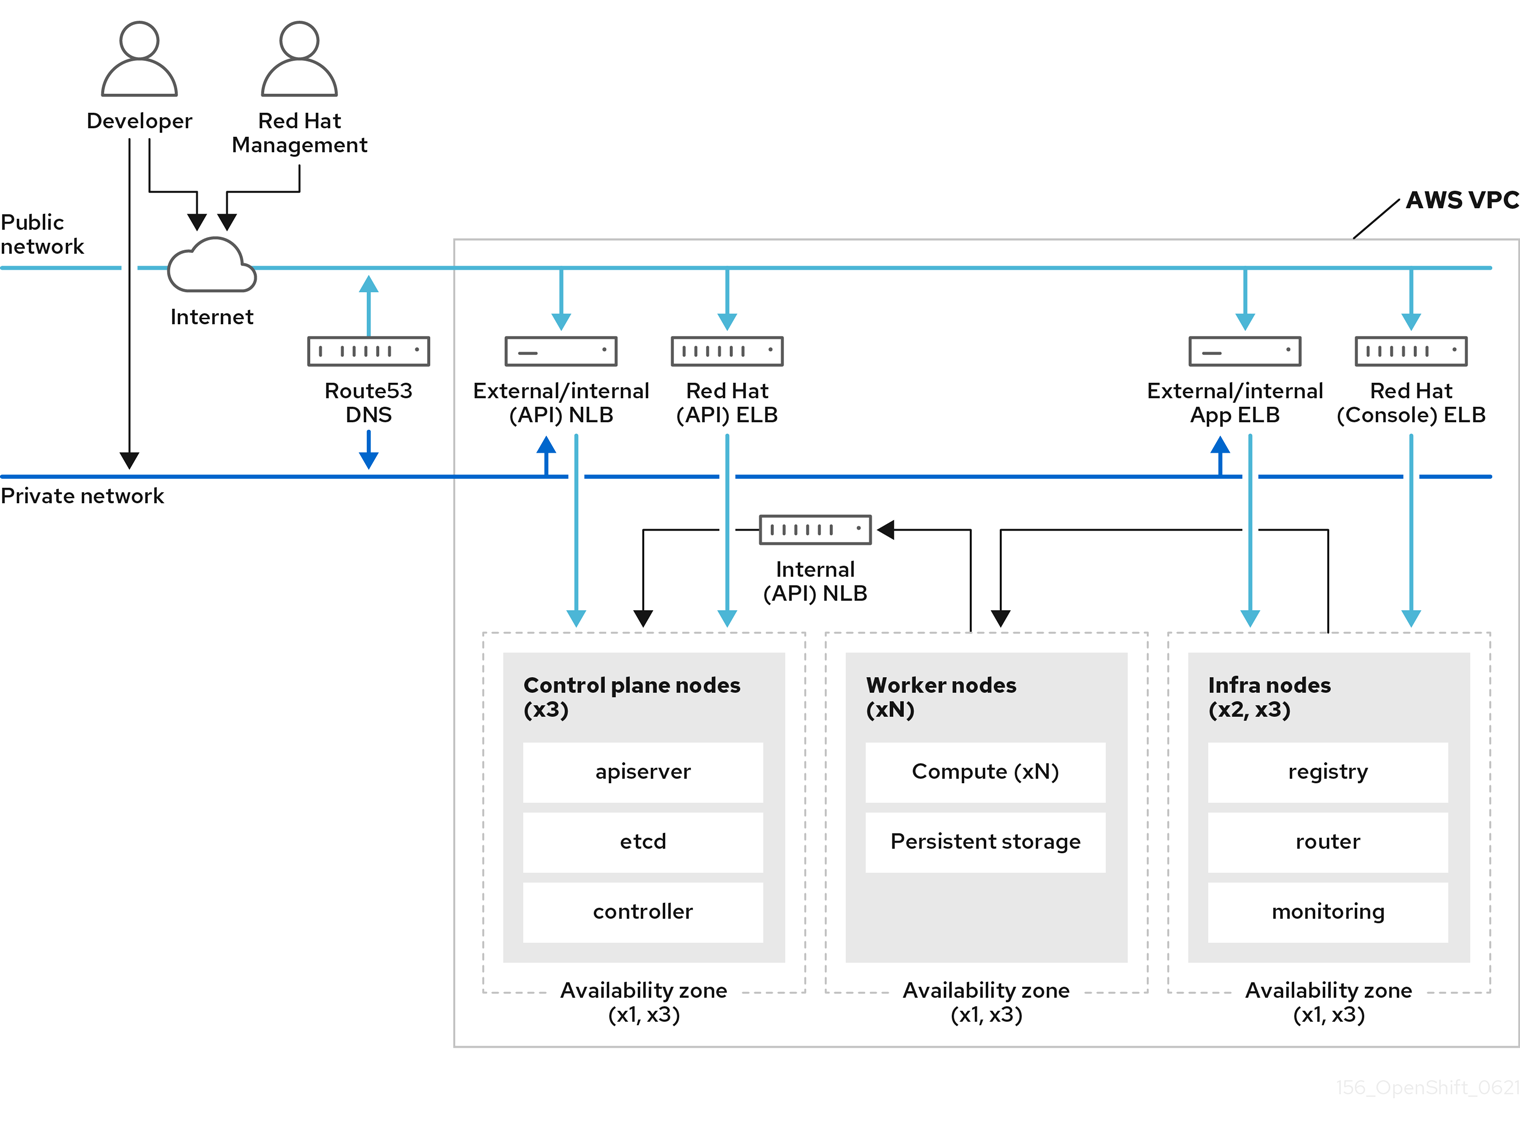 Developer
Red Hat
Management
AWS VPC
Public
network
Internet
Route53
DNS
External/internal
(API) NLB
Red Hat
(API) ELB
External/internal
App ELB
Red Hat
(Console) ELB
Private network
Internal
(API) NLB
Control plane nodes
(x3)
apiserver
etcd
controller
Availability zone
(x1, x3)
Worker nodes
(xN)
Compute (xN)
Persistent storage
Availability zone
(x1, x3)
Infra nodes
(x2, x3)
registry
router
monitoring
Availability zone
(x1, x3)
156_OpenShift_0621